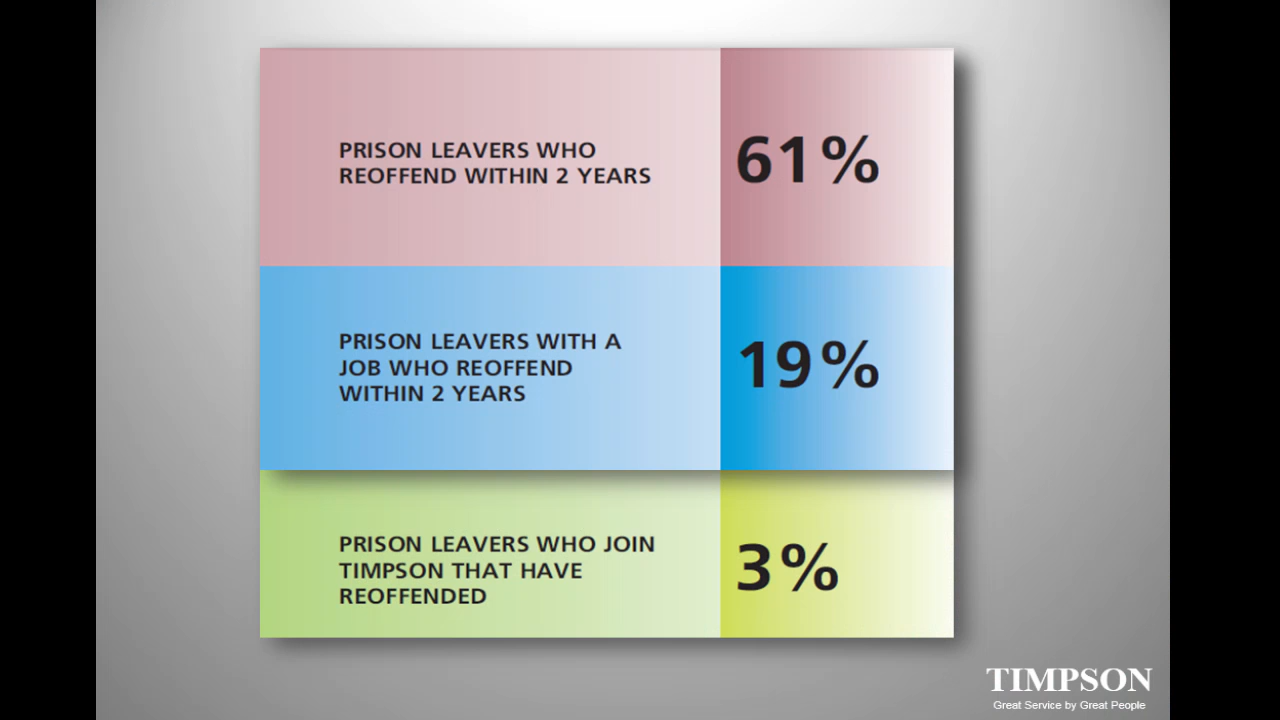 PRISON LEAVERS WHO
REOFFEND WITHIN 2 YEARS
61%
PRISON LEAVERS WITH A
JOB WHO REOFFEND
WITHIN 2 YEARS
19%
PRISON LEAVERS WHO JOIN
TIMPSON THAT HAVE
REOFFENDED
3%
TIMPSON
Great Service by Great People